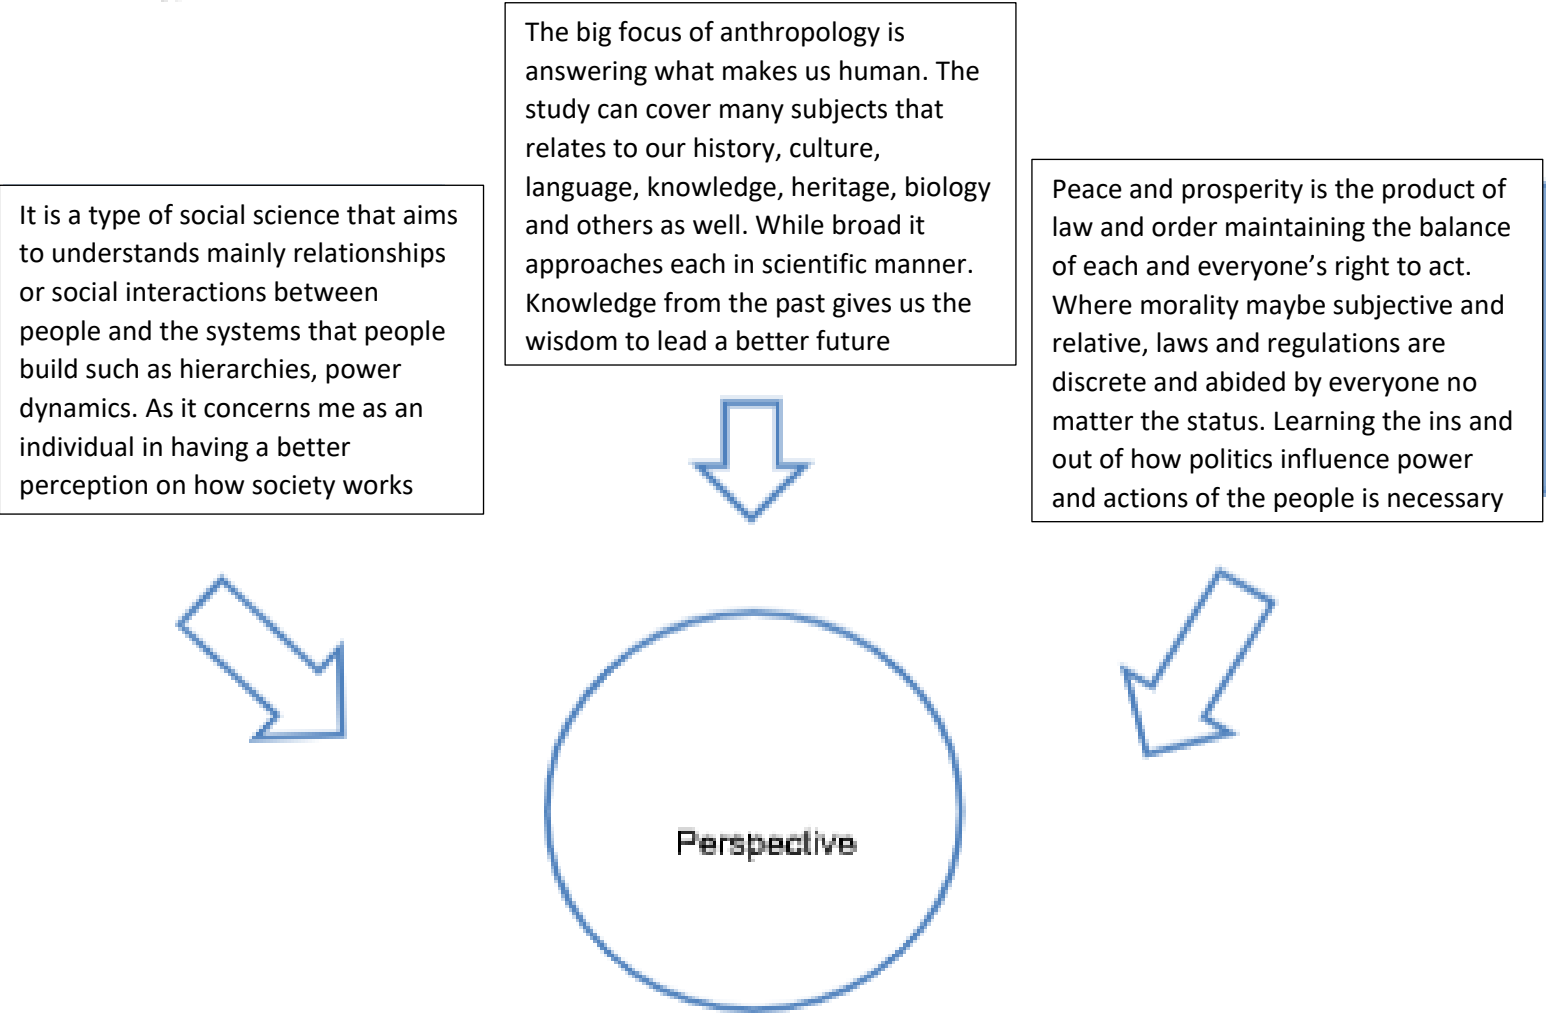 The big focus of anthropology is
answering what makes us human. The
study can cover many subjects that
relates to our history, culture,
language, knowledge, heritage, biology
and others as well. While broad it
approaches each in scientific manner.
Knowledge from the past gives us the
wisdom to lead a better future
It is a type of social science that aims
to understands mainly relationships
or social interactions between
people and the systems that people
build such as hierarchies, power
dynamics. As it concerns me as an
individual in having a better
perception on how society works
Peace and prosperity is the product of
law and order maintaining the balance
of each and everyone’s right to act.
Where morality maybe subjective and
relative, laws and regulations are
discrete and abided by everyone no
matter the status. Learning the ins and
out of how politics influence power
and actions of the people is necessary
Perspective